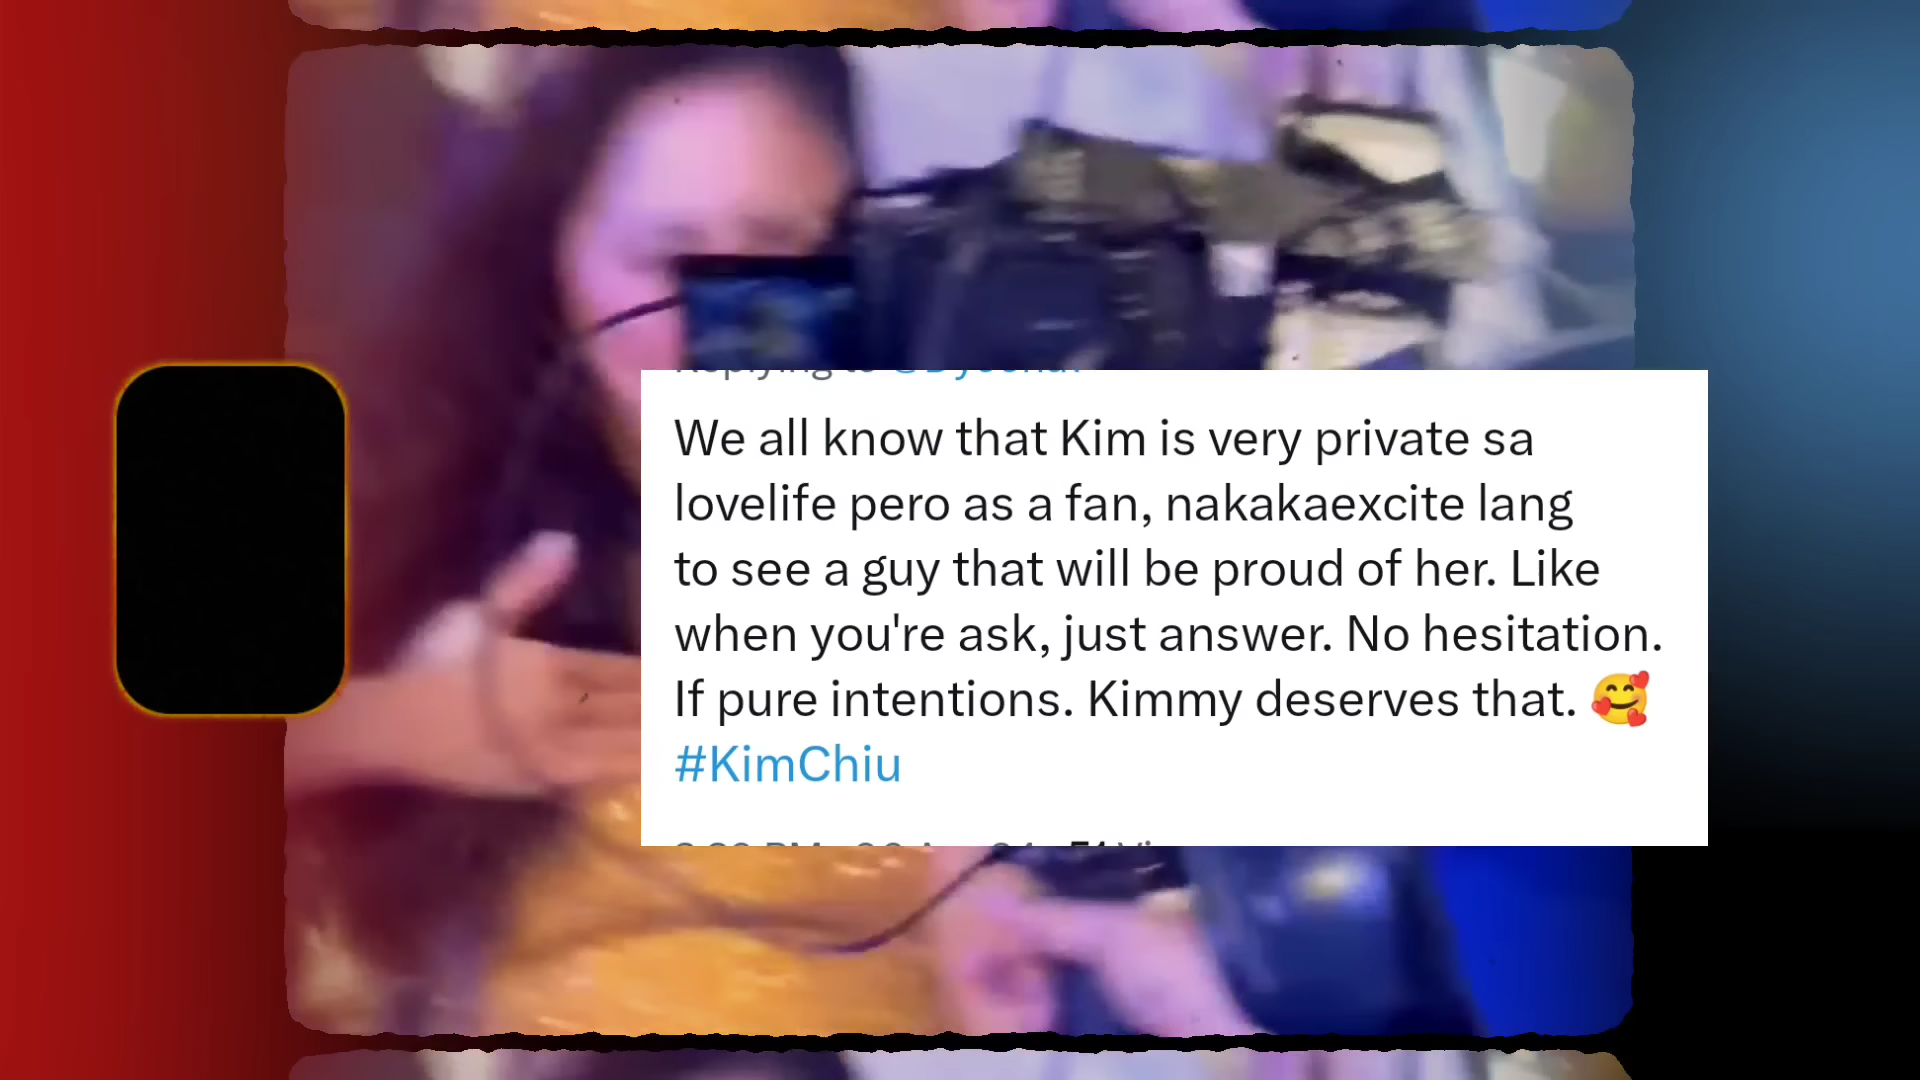 Replying to
We all know that Kim is very private sa
lovelife pero as a fan, nakakaexcite lang
to see a guy that will be proud of her. Like
when you're ask, just answer. No hesitation.
If pure intentions. Kimmy deserves that. 🥰
#KimChiu